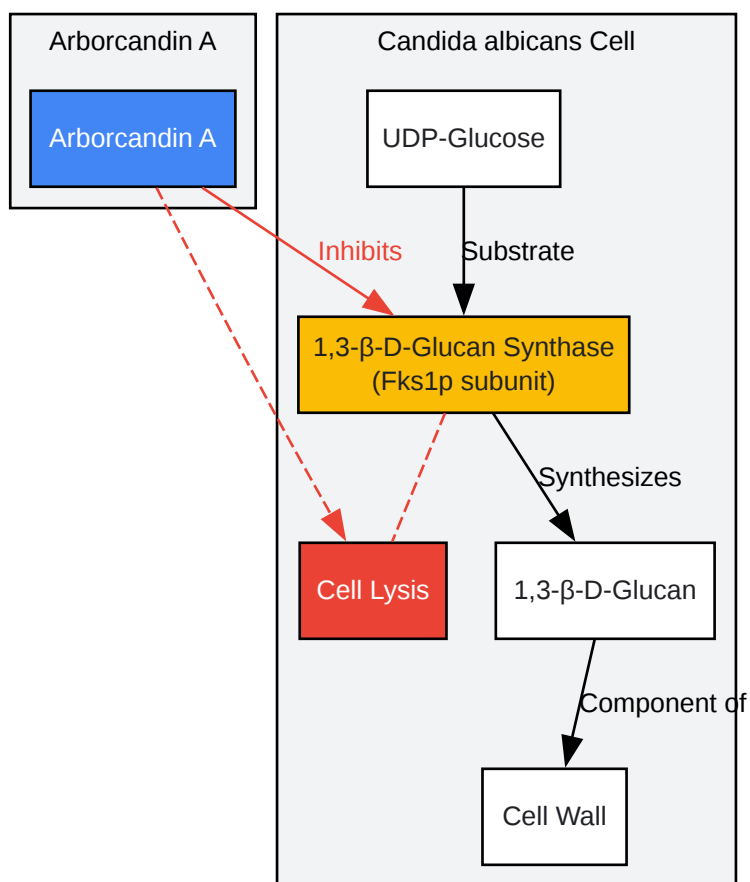 Arborcandin A
Candida albicans Cell
Arborcandin A
UDP-Glucose
Inhibits
Substrate
1,3-β-D-Glucan Synthase
(Fks1p subunit)
Synthesizes
Cell Lysis
1,3-β-D-Glucan
Component of
Cell Wall